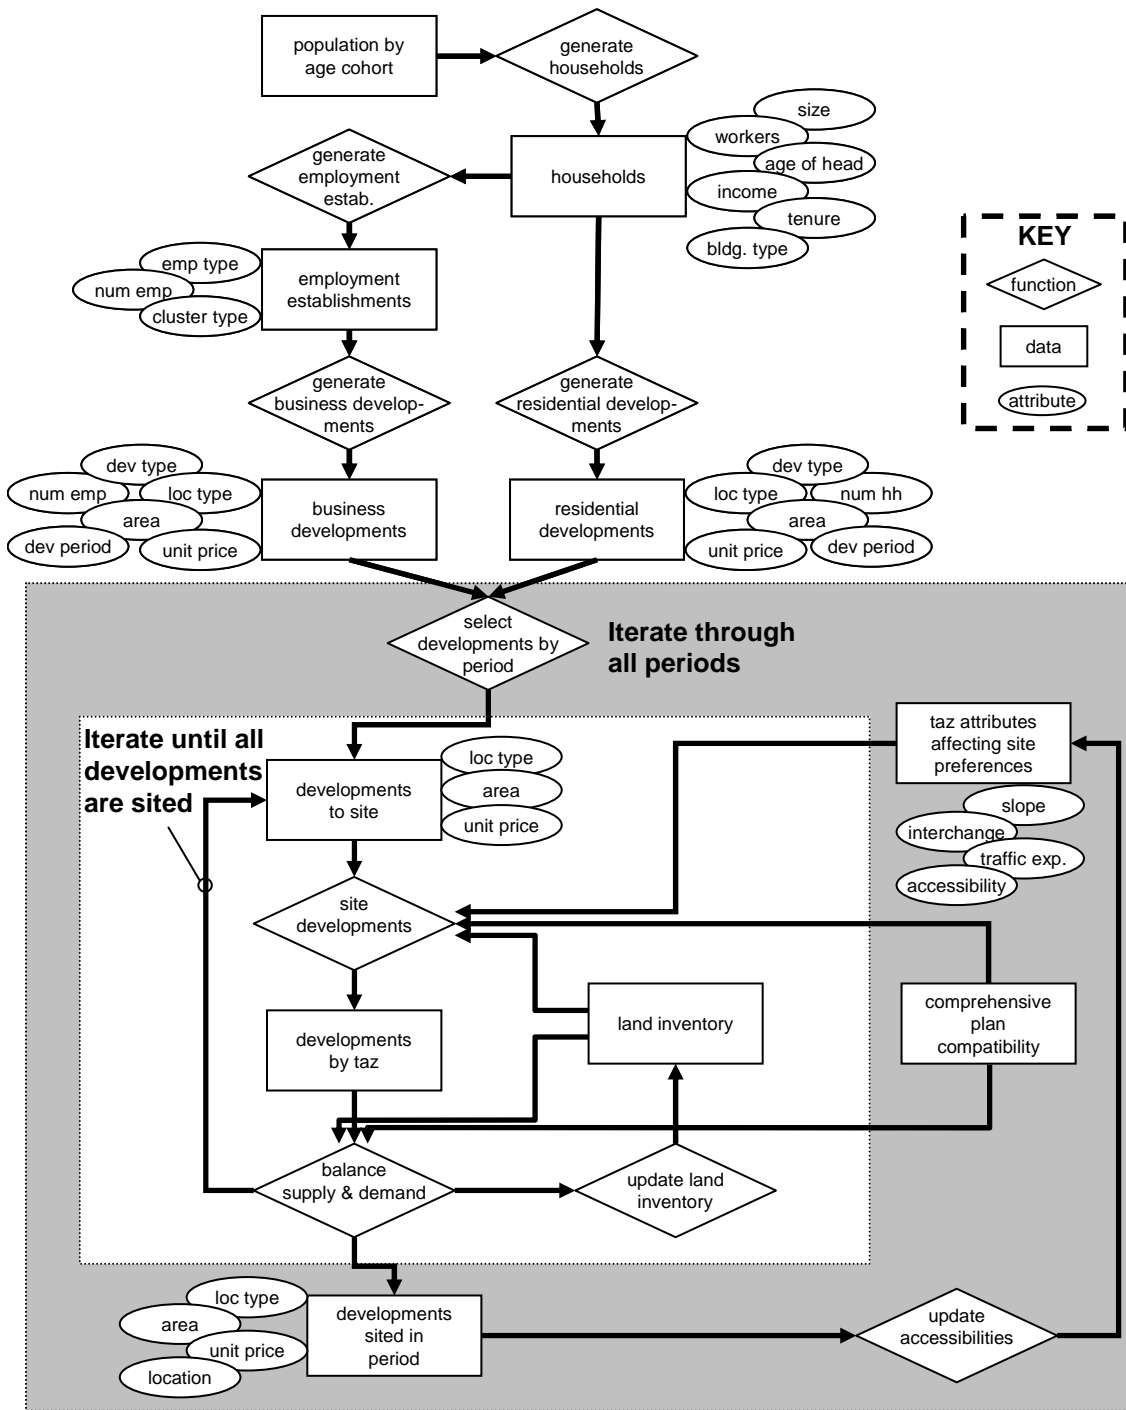 population by
age cohort
generate
households
size
workers
age of head
income
tenure
bldg. type
households
generate
employment
estab.
KEY
function
data
attribute
emp type
num emp
cluster type
employment
establishments
generate
business develop-
ments
generate
residential develop-
ments
dev type
num emp
loc type
area
dev period
unit price
business
developments
residential
developments
dev type
loc type
num hh
area
unit price
dev period
select
developments by
period
Iterate through
all periods
Iterate until all
developments
are sited
developments
to site
loc type
area
unit price
taz attributes
affecting site
preferences
slope
interchange
traffic exp.
accessibility
site
developments
developments
by taz
land inventory
comprehensive
plan
compatibility
balance
supply & demand
update land
inventory
loc type
area
unit price
location
developments
sited in
period
update
accessibilities